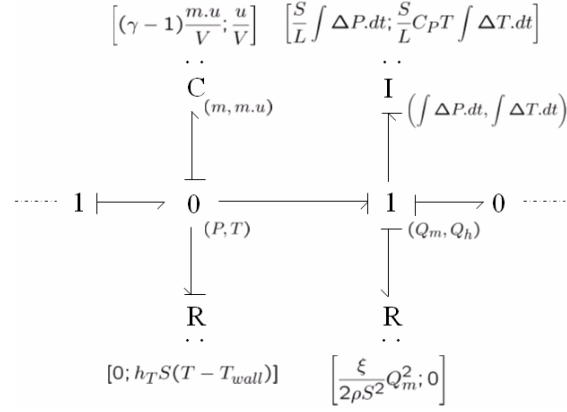 [(γ−1)m.u/V; u/V] [S/L ∫ΔP.dt; S/L C_P T ∫ΔT.dt]
C I
(m, m.u) (∫ΔP.dt, ∫ΔT.dt)
1 0 1 0
(P, T) (Q_m, Q_h)
R R
[0; h_T S(T − T_wall)] [ξ/2ρS² Q_m²; 0]